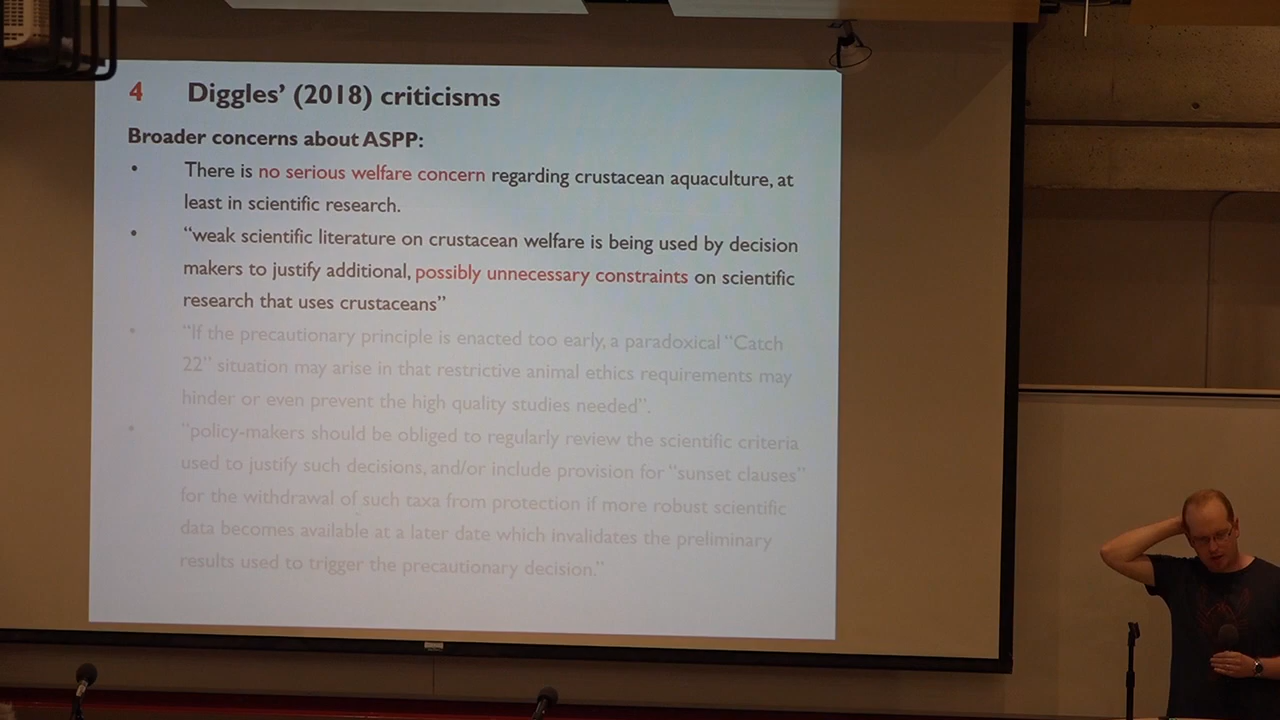 4 Diggles’ (2018) criticisms
Broader concerns about ASPP:
• There is no serious welfare concern regarding crustacean aquaculture, at
least in scientific research.
• “weak scientific literature on crustacean welfare is being used by decision
makers to justify additional, possibly unnecessary constraints on scientific
research that uses crustaceans”
• “If the precautionary principle is enacted too early, a paradoxical “Catch
22” situation may arise in that restrictive animal ethics requirements may
hinder or even prevent the high quality studies needed”.
• “policy-makers should be obliged to regularly review the scientific criteria
used to justify such decisions, and/or include provision for “sunset clauses”
for the withdrawal of such taxa from protection if more robust scientific
data becomes available at a later date which invalidates the preliminary
results used to trigger the precautionary decision.”